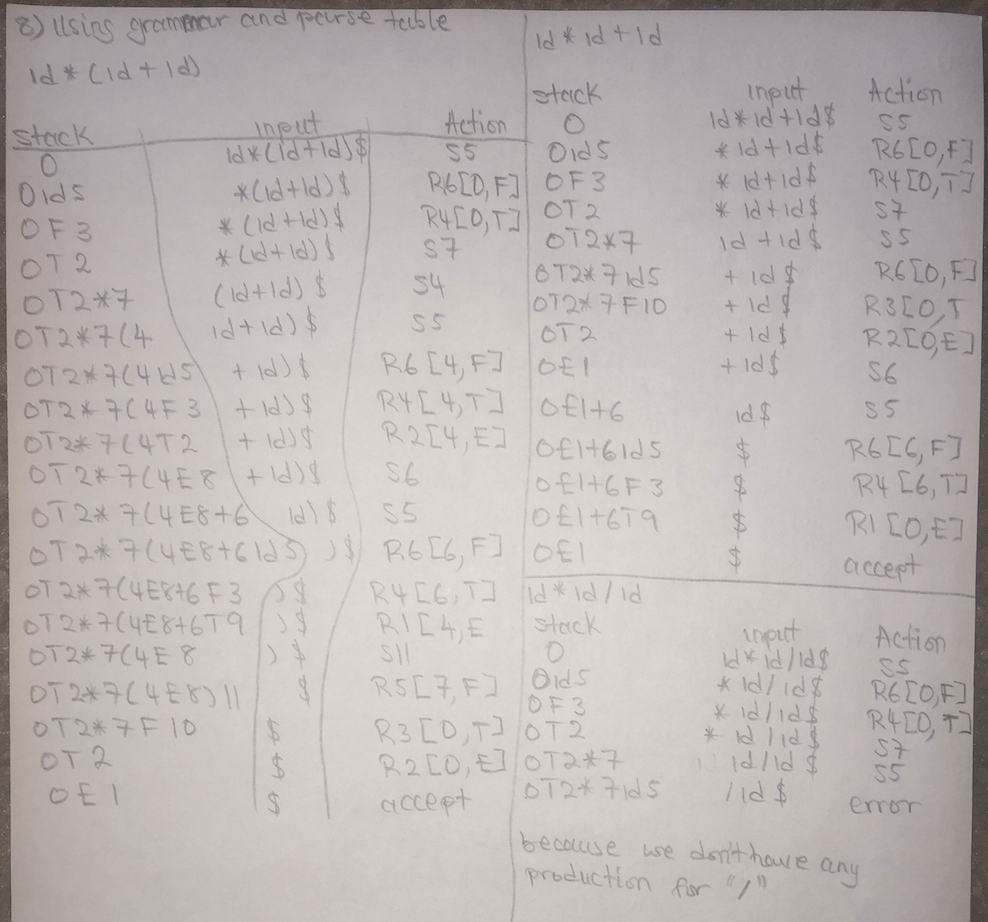 8) Using grammar and parse table
id * (id + id)
Stack Input Action
0 id*(id+id)$ S5
0id5 *(id+id)$ R6[0,F]
0F3 *(id+id)$ R4[0,T]
0T2 *(id+id)$ S7
0T2*7 (id+id)$ S4
0T2*7(4 id+id)$ S5
0T2*7(4id5 +id)$ R6[4,F]
0T2*7(4F3 +id)$ R4[4,T]
0T2*7(4T2 +id)$ R2[4,E]
0T2*7(4E8 +id)$ S6
0T2*7(4E8+6 id)$ S5
0T2*7(4E8+6id5 )$ R6[6,F]
0T2*7(4E8+6F3 )$ R4[6,T]
0T2*7(4E8+6T9 )$ R1[4,E
0T2*7(4E8 )$ S11
0T2*7(4E8)11 $ R5[7,F]
0T2*7F10 $ R3[0,T]
0T2 $ R2[0,E]
0E1 $ accept
id * id + id
Stack Input Action
0 id*id+id$ S5
0id5 *id+id$ R6[0,F]
0F3 *id+id$ R4[0,T]
0T2 *id+id$ S7
0T2*7 id+id$ S5
0T2*7id5 +id$ R6[0,F]
0T2*7F10 +id$ R3[0,T
0T2 +id$ R2[0,E]
0E1 +id$ S6
0E1+6 id$ S5
0E1+6id5 $ R6[6,F]
0E1+6F3 $ R4[6,T]
0E1+6T9 $ R1[0,E]
0E1 $ accept
id*id/id
Stack Input Action
0 id*id/id$ S5
0id5 *id/id$ R6[0,F]
0F3 *id/id$ R4[0,T]
0T2 *id/id$ S7
0T2*7 id/id$ S5
0T2*7id5 /id$ error
because we don't have any
production for "/"